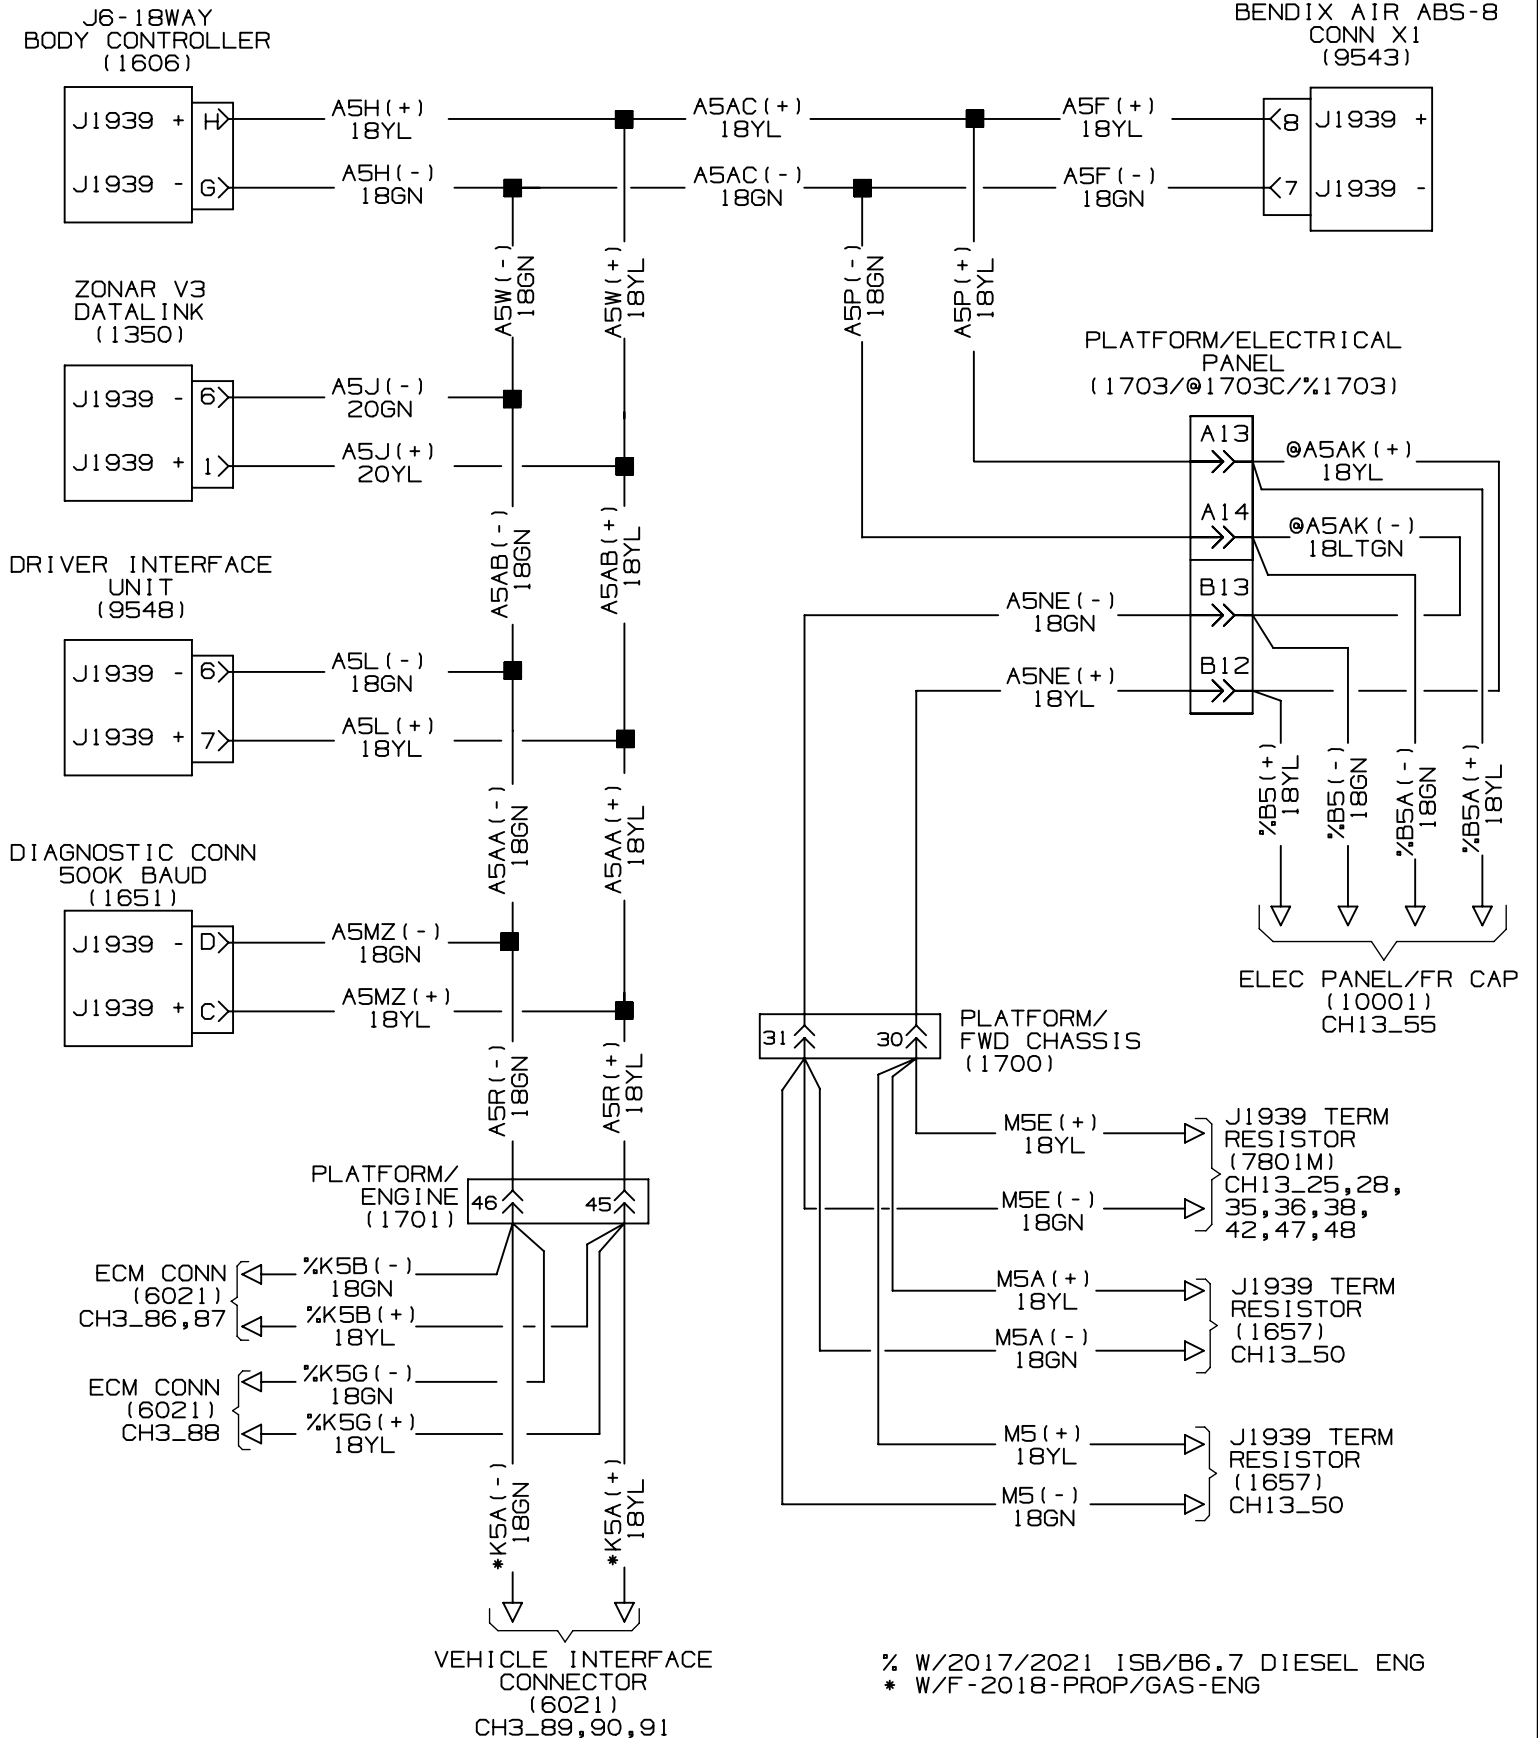 J6-18WAY
BODY CONTROLLER
(1606)
J1939 + H
A5H(+)
18YL
J1939 - G
A5H(-)
18GN
A5AC(+)
18YL
A5AC(-)
18GN
A5F(+)
18YL
A5F(-)
18GN
BENDIX AIR ABS-8
CONN X1
(9543)
8 J1939 +
7 J1939 -
A5W(-)
18GN
A5W(+)
18YL
A5P(-)
18GN
A5P(+)
18YL
ZONAR V3
DATALINK
(1350)
J1939 - 6
A5J(-)
20GN
J1939 + 1
A5J(+)
20YL
PLATFORM/ELECTRICAL
PANEL
(1703/@1703C/%1703)
A13
@A5AK(+)
18YL
A14
@A5AK(-)
18LTGN
B13
A5NE(-)
18GN
B12
A5NE(+)
18YL
A5AB(-)
18GN
A5AB(+)
18YL
DRIVER INTERFACE
UNIT
(9548)
J1939 - 6
A5L(-)
18GN
J1939 + 7
A5L(+)
18YL
%B5(+)
18YL
%B5(-)
18GN
%B5A(-)
18GN
%B5A(+)
18YL
ELEC PANEL/FR CAP
(10001)
CH13_55
A5AA(-)
18GN
A5AA(+)
18YL
DIAGNOSTIC CONN
500K BAUD
(1651)
J1939 - D
A5MZ(-)
18GN
J1939 + C
A5MZ(+)
18YL
A5R(-)
18GN
A5R(+)
18YL
31
30
PLATFORM/
FWD CHASSIS
(1700)
M5E(+)
18YL
M5E(-)
18GN
J1939 TERM
RESISTOR
(7801M)
CH13_25,28,
35,36,38,
42,47,48
M5A(+)
18YL
M5A(-)
18GN
J1939 TERM
RESISTOR
(1657)
CH13_50
M5(+)
18YL
M5(-)
18GN
J1939 TERM
RESISTOR
(1657)
CH13_50
PLATFORM/
ENGINE
(1701)
46
45
ECM CONN
(6021)
CH3_86,87
%K5B(-)
18GN
%K5B(+)
18YL
ECM CONN
(6021)
CH3_88
%K5G(-)
18GN
%K5G(+)
18YL
*K5A(-)
18GN
*K5A(+)
18YL
VEHICLE INTERFACE
CONNECTOR
(6021)
CH3_89,90,91
% W/2017/2021 ISB/B6.7 DIESEL ENG
* W/F-2018-PROP/GAS-ENG